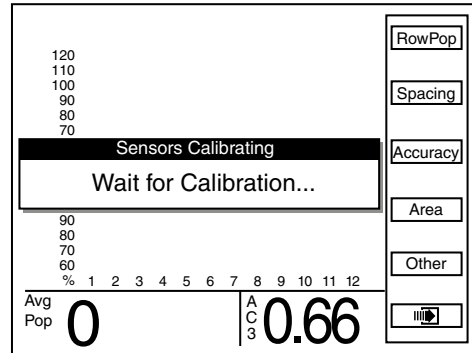 120
110
100
90
80
70
Sensors Calibrating
Wait for Calibration...
90
80
70
60
% 1 2 3 4 5 6 7 8 9 10 11 12
Avg
Pop
0
A
C
3
0.66
RowPop
Spacing
Accuracy
Area
Other